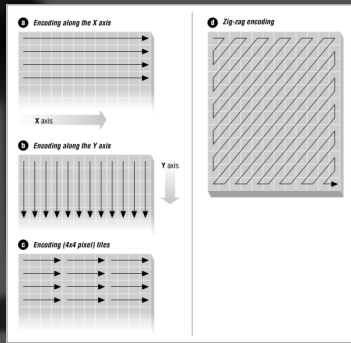 a Encoding along the X axis
X axis
b Encoding along the Y axis
Y axis
c Encoding (4x4 pixel) tiles
d Zig-zag encoding